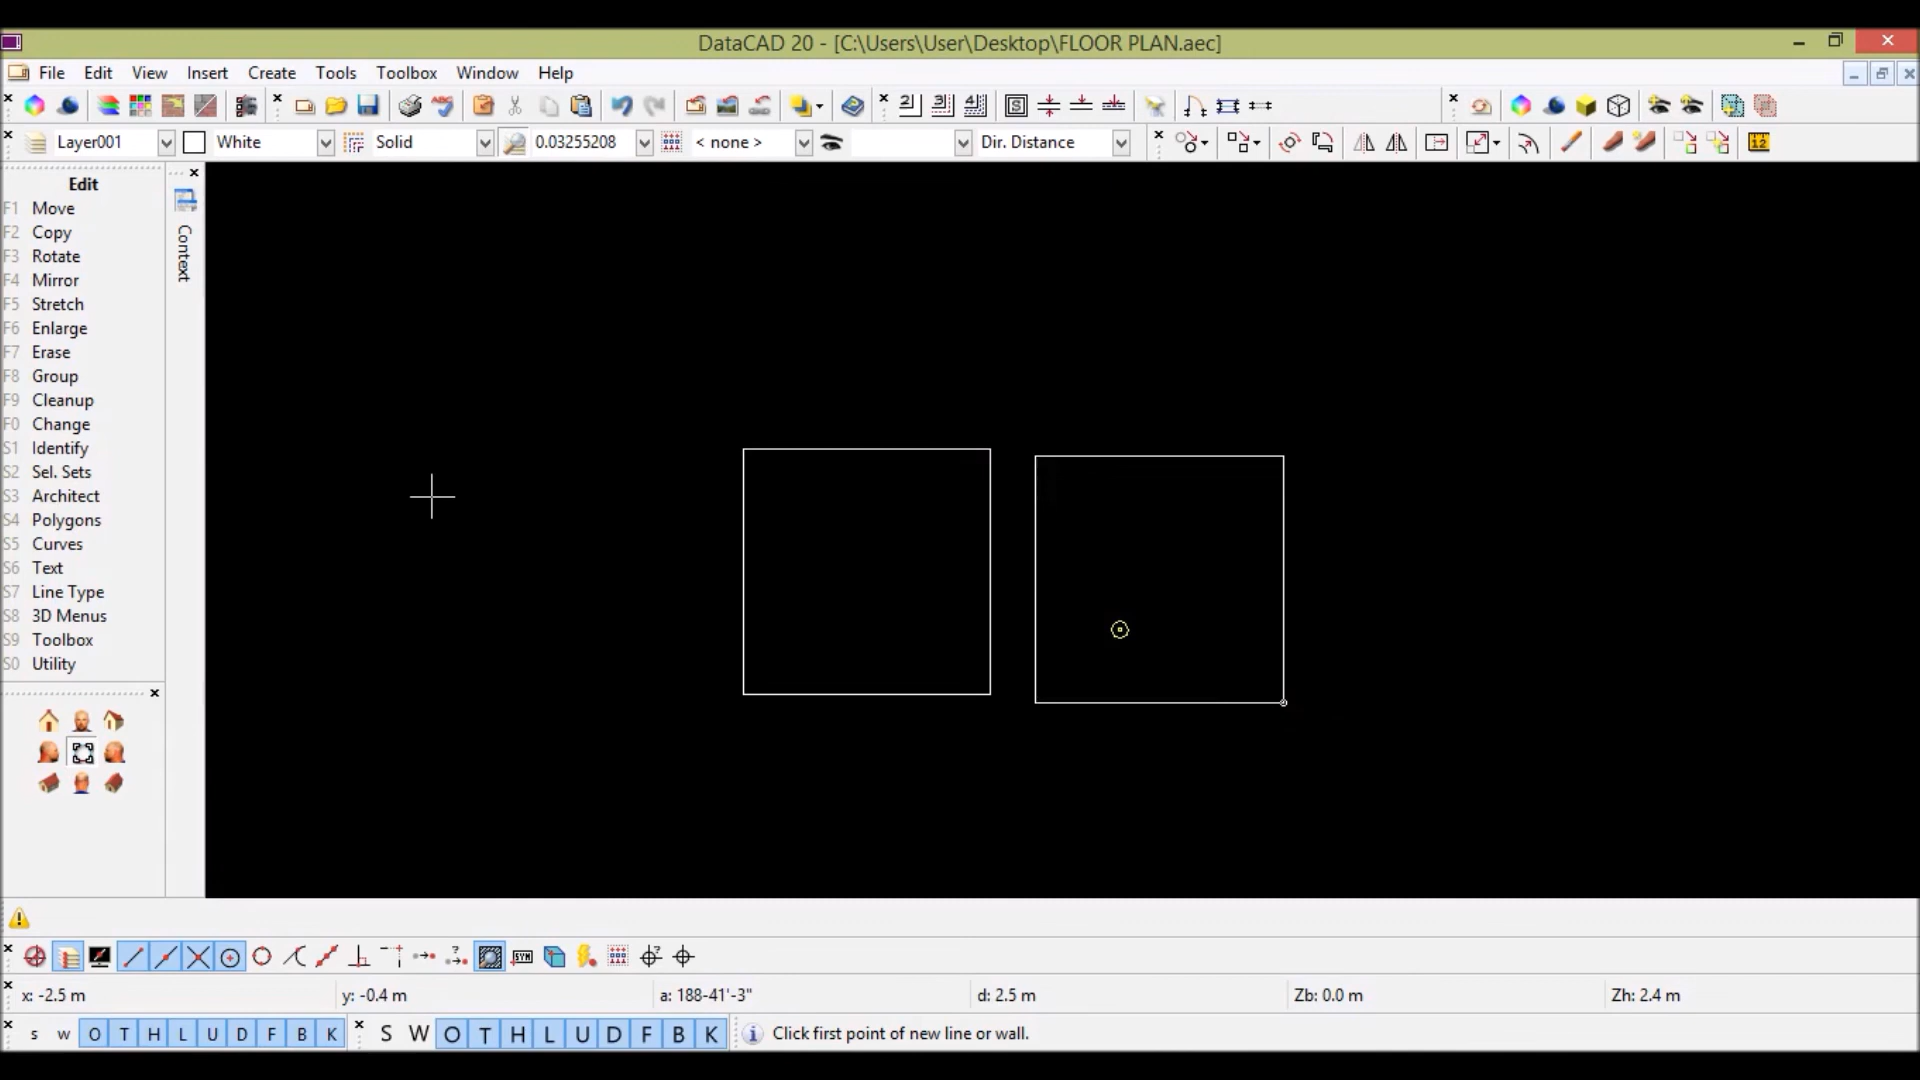 DataCAD 20 - [C:\Users\User\Desktop\FLOOR PLAN.aec]
File Edit View Insert Create Tools Toolbox Window Help
Layer001 White Solid 0.03255208 < none > Dir. Distance 12
Edit
F1 Move
F2 Copy
F3 Rotate
F4 Mirror
F5 Stretch
F6 Enlarge
F7 Erase
F8 Group
F9 Cleanup
F0 Change
S1 Identify
S2 Sel. Sets
S3 Architect
S4 Polygons
S5 Curves
S6 Text
S7 Line Type
S8 3D Menus
S9 Toolbox
S0 Utility
Context
SYM
x: -2.5 m y: -0.4 m a: 188-41'-3" d: 2.5 m Zb: 0.0 m Zh: 2.4 m
s w O T H L U D F B K S W O T H L U D F B K Click first point of new line or wall.